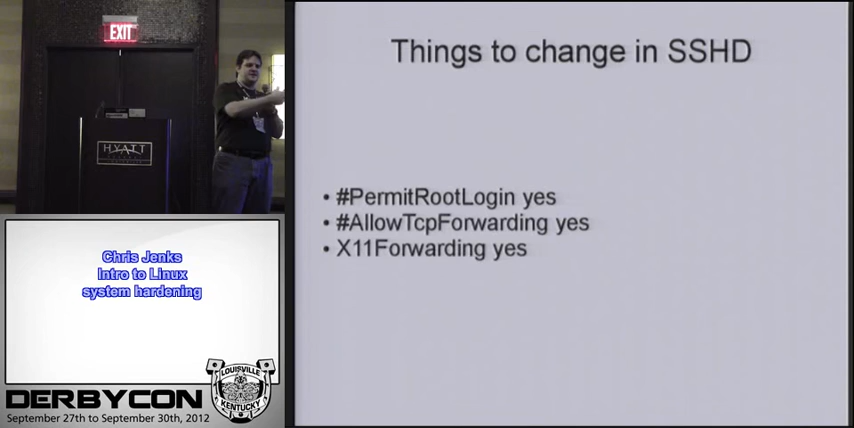 EXIT
HYATT
Things to change in SSHD
• #PermitRootLogin yes
• #AllowTcpForwarding yes
• X11Forwarding yes
Chris Jenks
Intro to Linux
system hardening
LOUISVILLE
KENTUCKY
DERBYCON
September 27th to September 30th, 2012